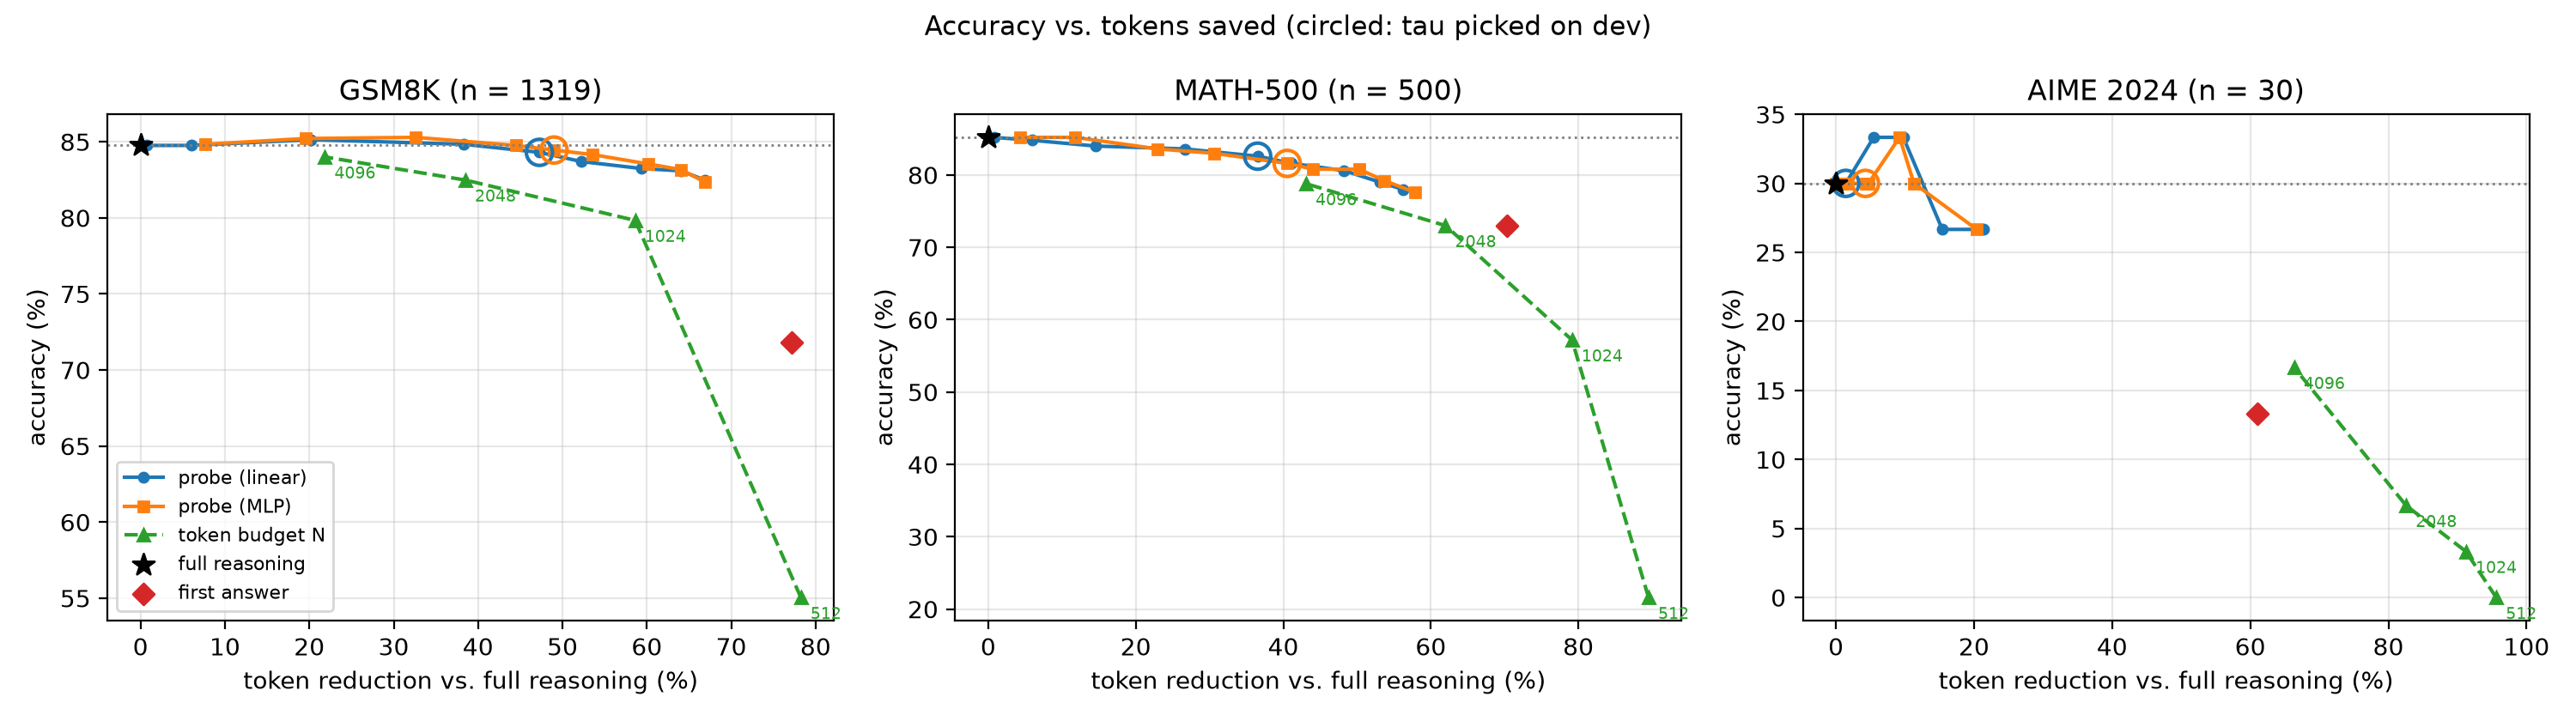 Accuracy vs. tokens saved (circled: tau picked on dev)
GSM8K (n = 1319)
85
80
75
70
65
60
55
accuracy (%)
4096
2048
1024
512
probe (linear)
probe (MLP)
token budget N
full reasoning
first answer
0 10 20 30 40 50 60 70 80
token reduction vs. full reasoning (%)
MATH-500 (n = 500)
80
70
60
50
40
30
20
accuracy (%)
4096
2048
1024
512
0 20 40 60 80
token reduction vs. full reasoning (%)
AIME 2024 (n = 30)
35
30
25
20
15
10
5
0
accuracy (%)
4096
2048
1024
512
0 20 40 60 80 100
token reduction vs. full reasoning (%)